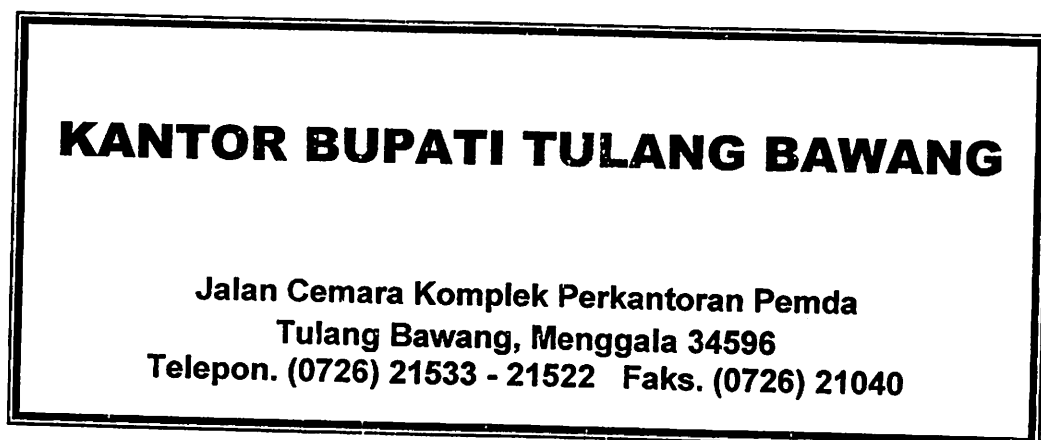 KANTOR BUPATI TULANG BAWANG
Jalan Cemara Komplek Perkantoran Pemda
Tulang Bawang, Menggala 34596
Telepon. (0726) 21533 - 21522 Faks. (0726) 21040